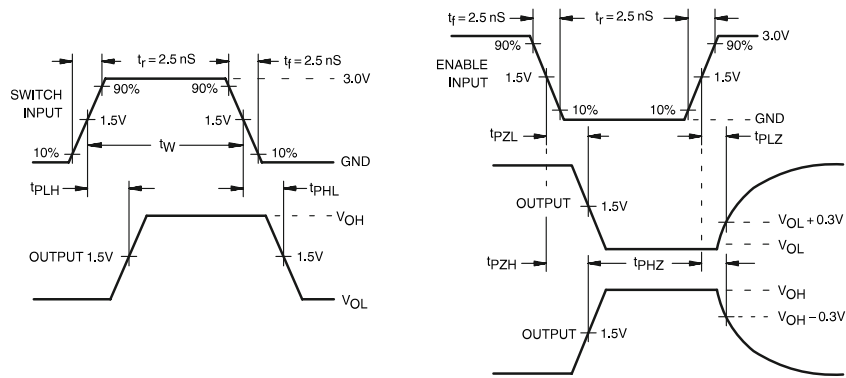 t_r = 2.5 nS
t_f = 2.5 nS
90%
90%
3.0V
SWITCH
INPUT
1.5V
1.5V
t_W
10%
10%
GND
t_PLH
t_PHL
V_OH
OUTPUT 1.5V
1.5V
V_OL
t_f = 2.5 nS
t_r = 2.5 nS
90%
90%
3.0V
ENABLE
INPUT
1.5V
1.5V
10%
10%
GND
t_PZL
t_PLZ
OUTPUT
1.5V
V_OL + 0.3V
V_OL
t_PZH
t_PHZ
V_OH
V_OH – 0.3V
OUTPUT
1.5V